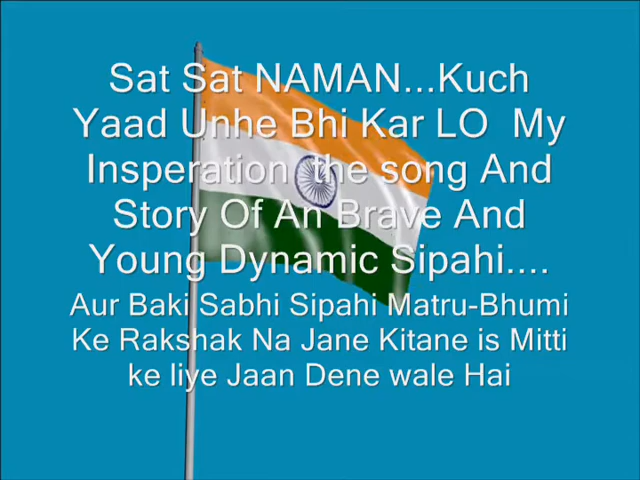 Sat Sat NAMAN...Kuch
Yaad Unhe Bhi Kar LO  My
Insperation  the song And
Story Of An Brave And
Young Dynamic Sipahi....
Aur Baki Sabhi Sipahi Matru-Bhumi
Ke Rakshak Na Jane Kitane is Mitti
ke liye Jaan Dene wale Hai